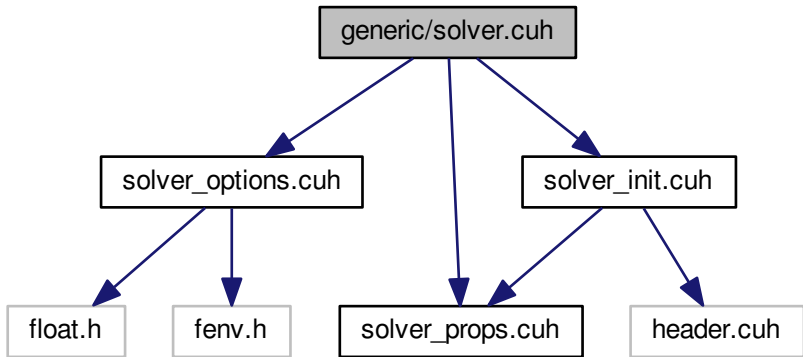 generic/solver.cuh
solver_options.cuh
solver_init.cuh
float.h
fenv.h
solver_props.cuh
header.cuh